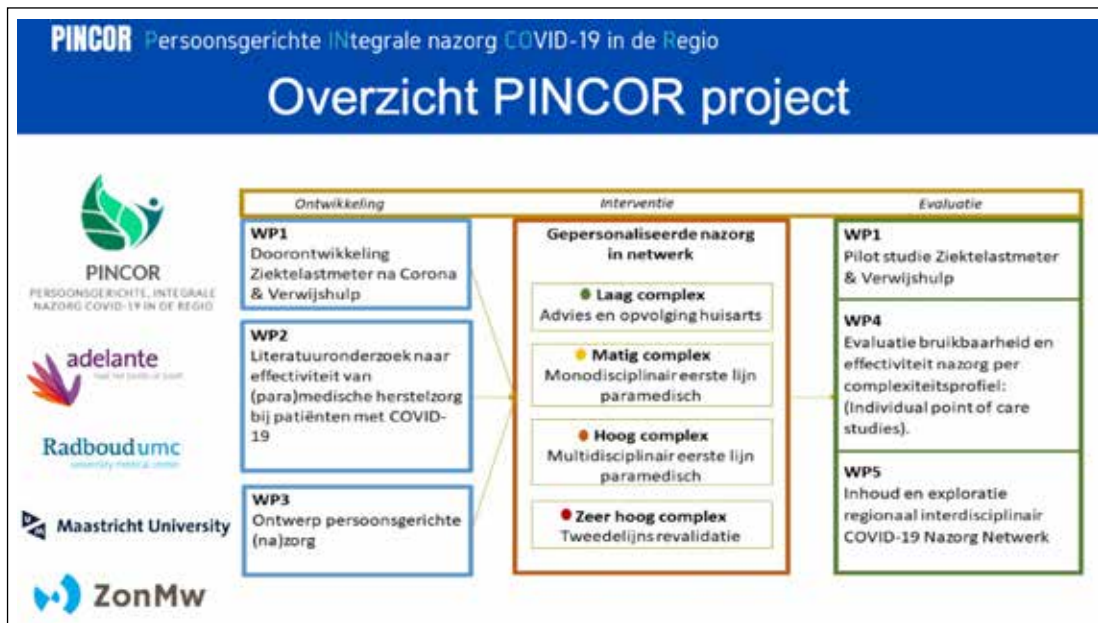 PINCOR Persoonsgerichte INtegrale nazorg COVID-19 in de Regio
Overzicht PINCOR project
PINCOR
PERSOONSGERICHTE, INTEGRALE
NAZORG COVID-19 IN DE REGIO
adelante
Radboudumc
university medical center
Maastricht University
ZonMw
Ontwikkeling
WP1
Doorontwikkeling
Ziektelastmeter na Corona
& Verwijshulp
WP2
Literatuuronderzoek naar
effectiviteit van
(para)medische herstelzorg
bij patiënten met COVID-
19
WP3
Ontwerp persoonsgerichte
(na)zorg
Interventie
Gepersonaliseerde nazorg
in netwerk
Laag complex
Advies en opvolging huisarts
Matig complex
Monodisciplinair eerste lijn
paramedisch
Hoog complex
Multidisciplinair eerste lijn
paramedisch
Zeer hoog complex
Tweedelijns revalidatie
Evaluatie
WP1
Pilot studie Ziektelastmeter
& Verwijshulp
WP4
Evaluatie bruikbaarheid en
effectiviteit nazorg per
complexiteitsprofiel:
(Individual point of care
studies).
WP5
Inhoud en exploratie
regionaal interdisciplinair
COVID-19 Nazorg Netwerk